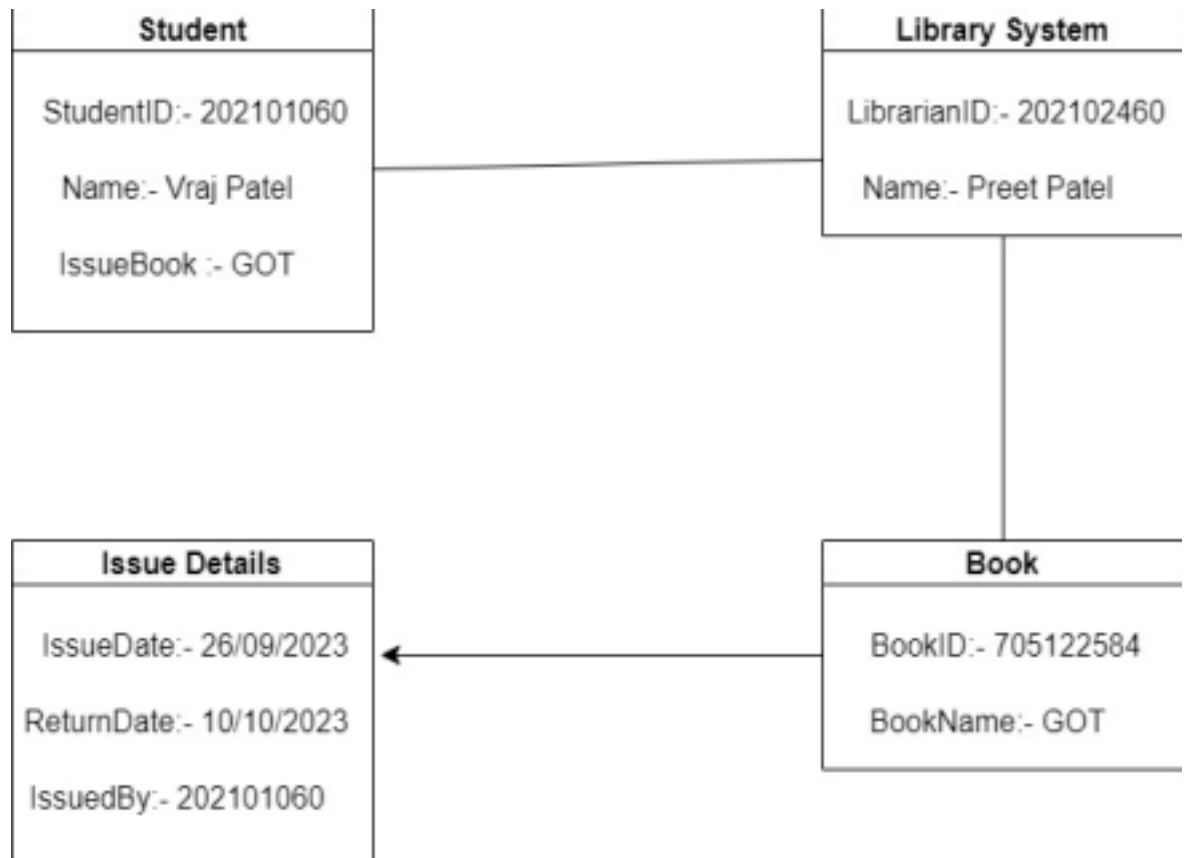 Student
StudentID:- 202101060
Name:- Vraj Patel
IssueBook :- GOT
Library System
LibrarianID:- 202102460
Name:- Preet Patel
Issue Details
IssueDate:- 26/09/2023
ReturnDate:- 10/10/2023
IssuedBy:- 202101060
Book
BookID:- 705122584
BookName:- GOT